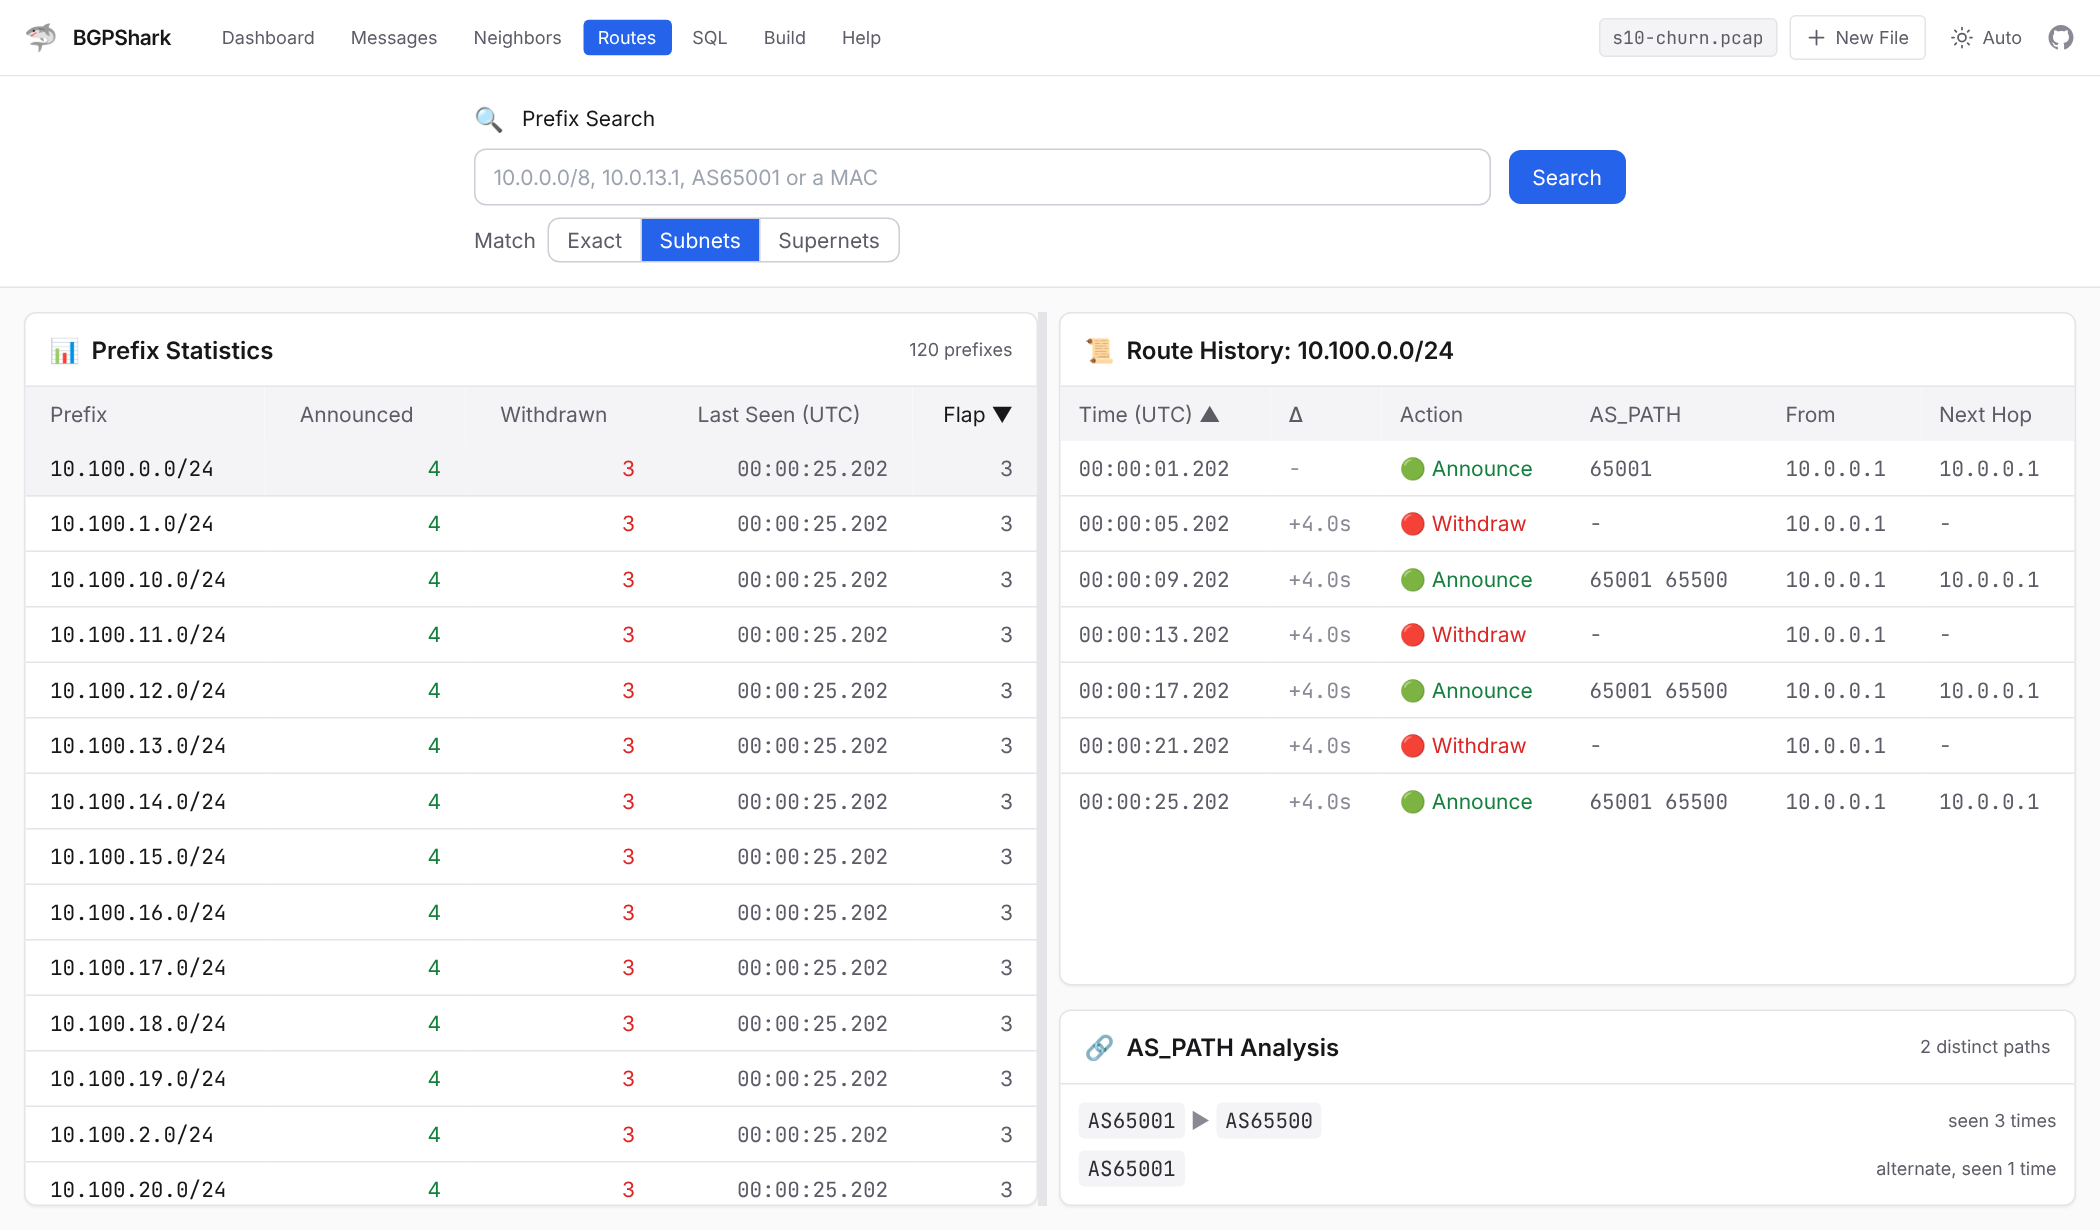 BGPShark Dashboard Messages Neighbors Routes SQL Build Help s10-churn.pcap + New File Auto
Prefix Search
10.0.0.0/8, 10.0.13.1, AS65001 or a MAC Search
Match Exact Subnets Supernets
Prefix Statistics 120 prefixes
Prefix Announced Withdrawn Last Seen (UTC) Flap ▼
10.100.0.0/24 4 3 00:00:25.202 3
10.100.1.0/24 4 3 00:00:25.202 3
10.100.10.0/24 4 3 00:00:25.202 3
10.100.11.0/24 4 3 00:00:25.202 3
10.100.12.0/24 4 3 00:00:25.202 3
10.100.13.0/24 4 3 00:00:25.202 3
10.100.14.0/24 4 3 00:00:25.202 3
10.100.15.0/24 4 3 00:00:25.202 3
10.100.16.0/24 4 3 00:00:25.202 3
10.100.17.0/24 4 3 00:00:25.202 3
10.100.18.0/24 4 3 00:00:25.202 3
10.100.19.0/24 4 3 00:00:25.202 3
10.100.2.0/24 4 3 00:00:25.202 3
10.100.20.0/24 4 3 00:00:25.202 3
Route History: 10.100.0.0/24
Time (UTC) ▲ Δ Action AS_PATH From Next Hop
00:00:01.202 - Announce 65001 10.0.0.1 10.0.0.1
00:00:05.202 +4.0s Withdraw - 10.0.0.1 -
00:00:09.202 +4.0s Announce 65001 65500 10.0.0.1 10.0.0.1
00:00:13.202 +4.0s Withdraw - 10.0.0.1 -
00:00:17.202 +4.0s Announce 65001 65500 10.0.0.1 10.0.0.1
00:00:21.202 +4.0s Withdraw - 10.0.0.1 -
00:00:25.202 +4.0s Announce 65001 65500 10.0.0.1 10.0.0.1
AS_PATH Analysis 2 distinct paths
AS65001 ▶ AS65500 seen 3 times
AS65001 alternate, seen 1 time